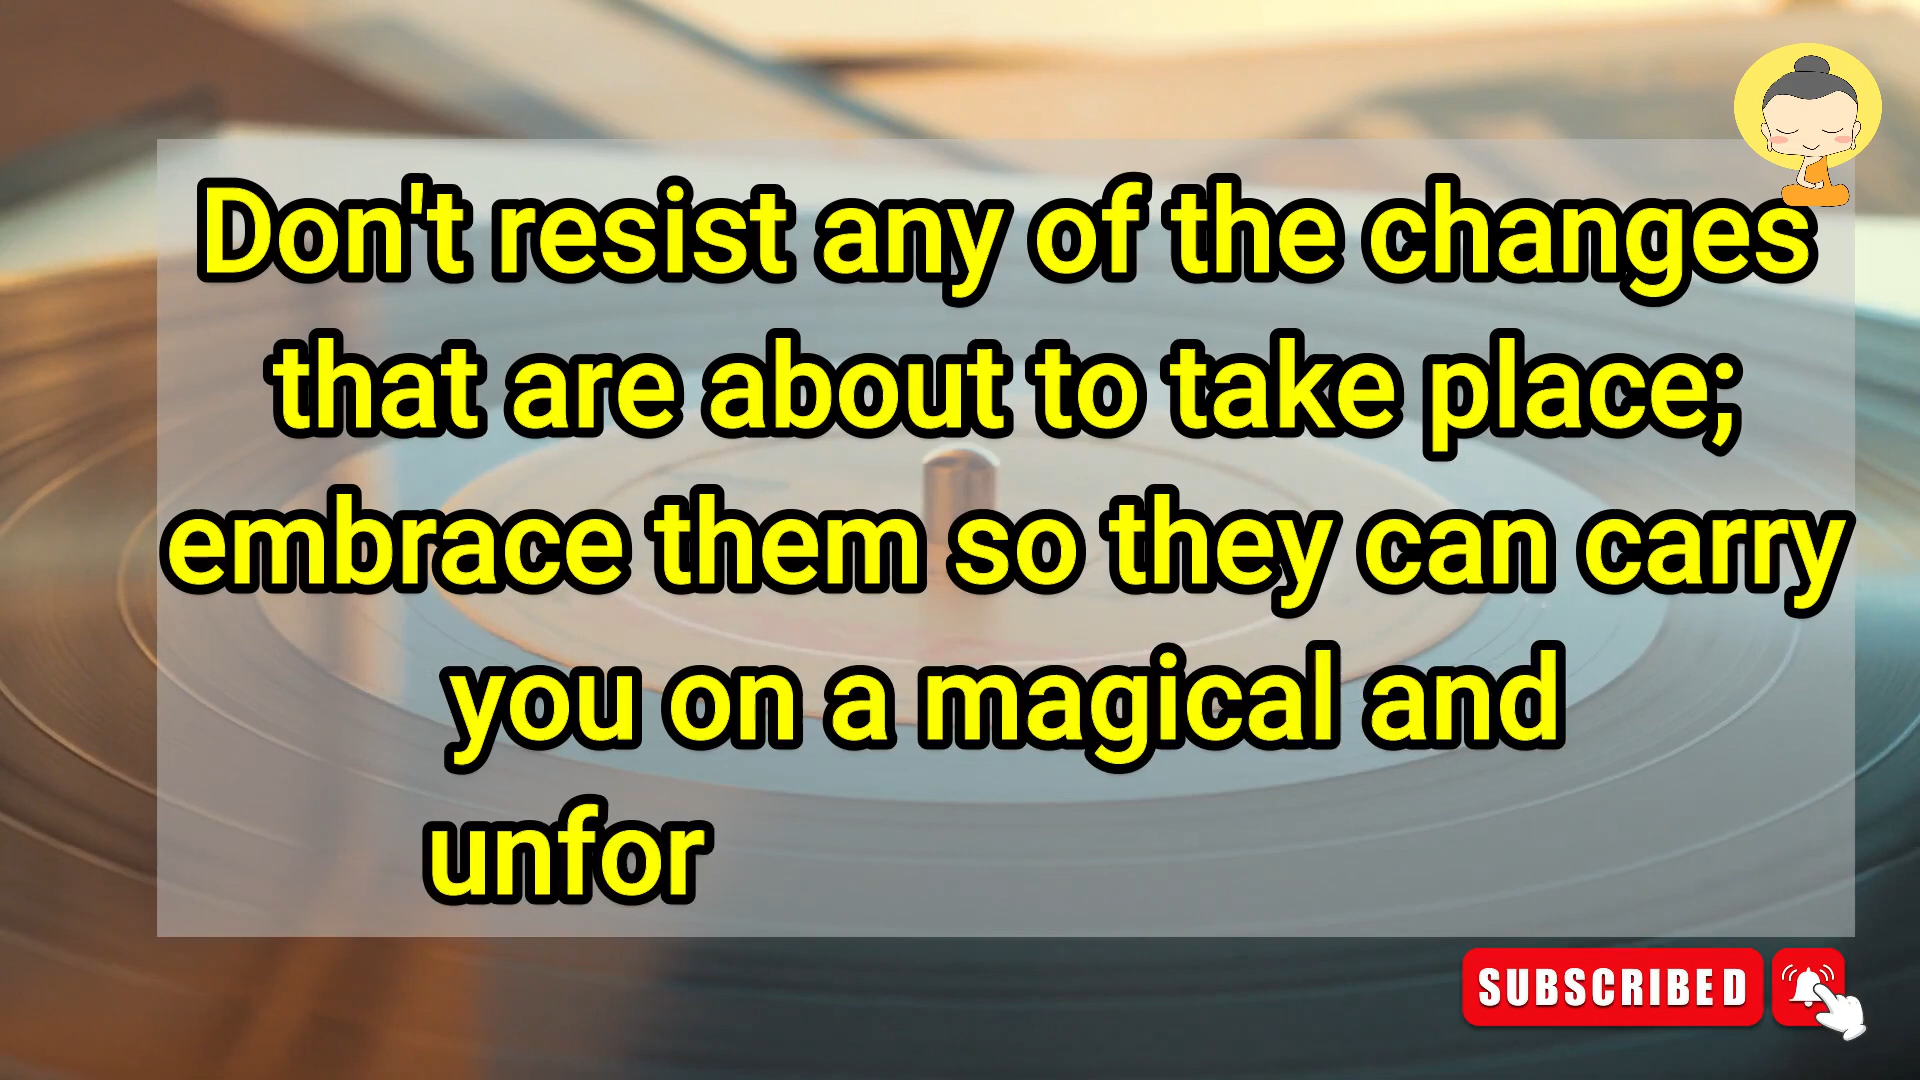 Don't resist any of the changes
that are about to take place;
embrace them so they can carry
you on a magical and
unfor
SUBSCRIBED